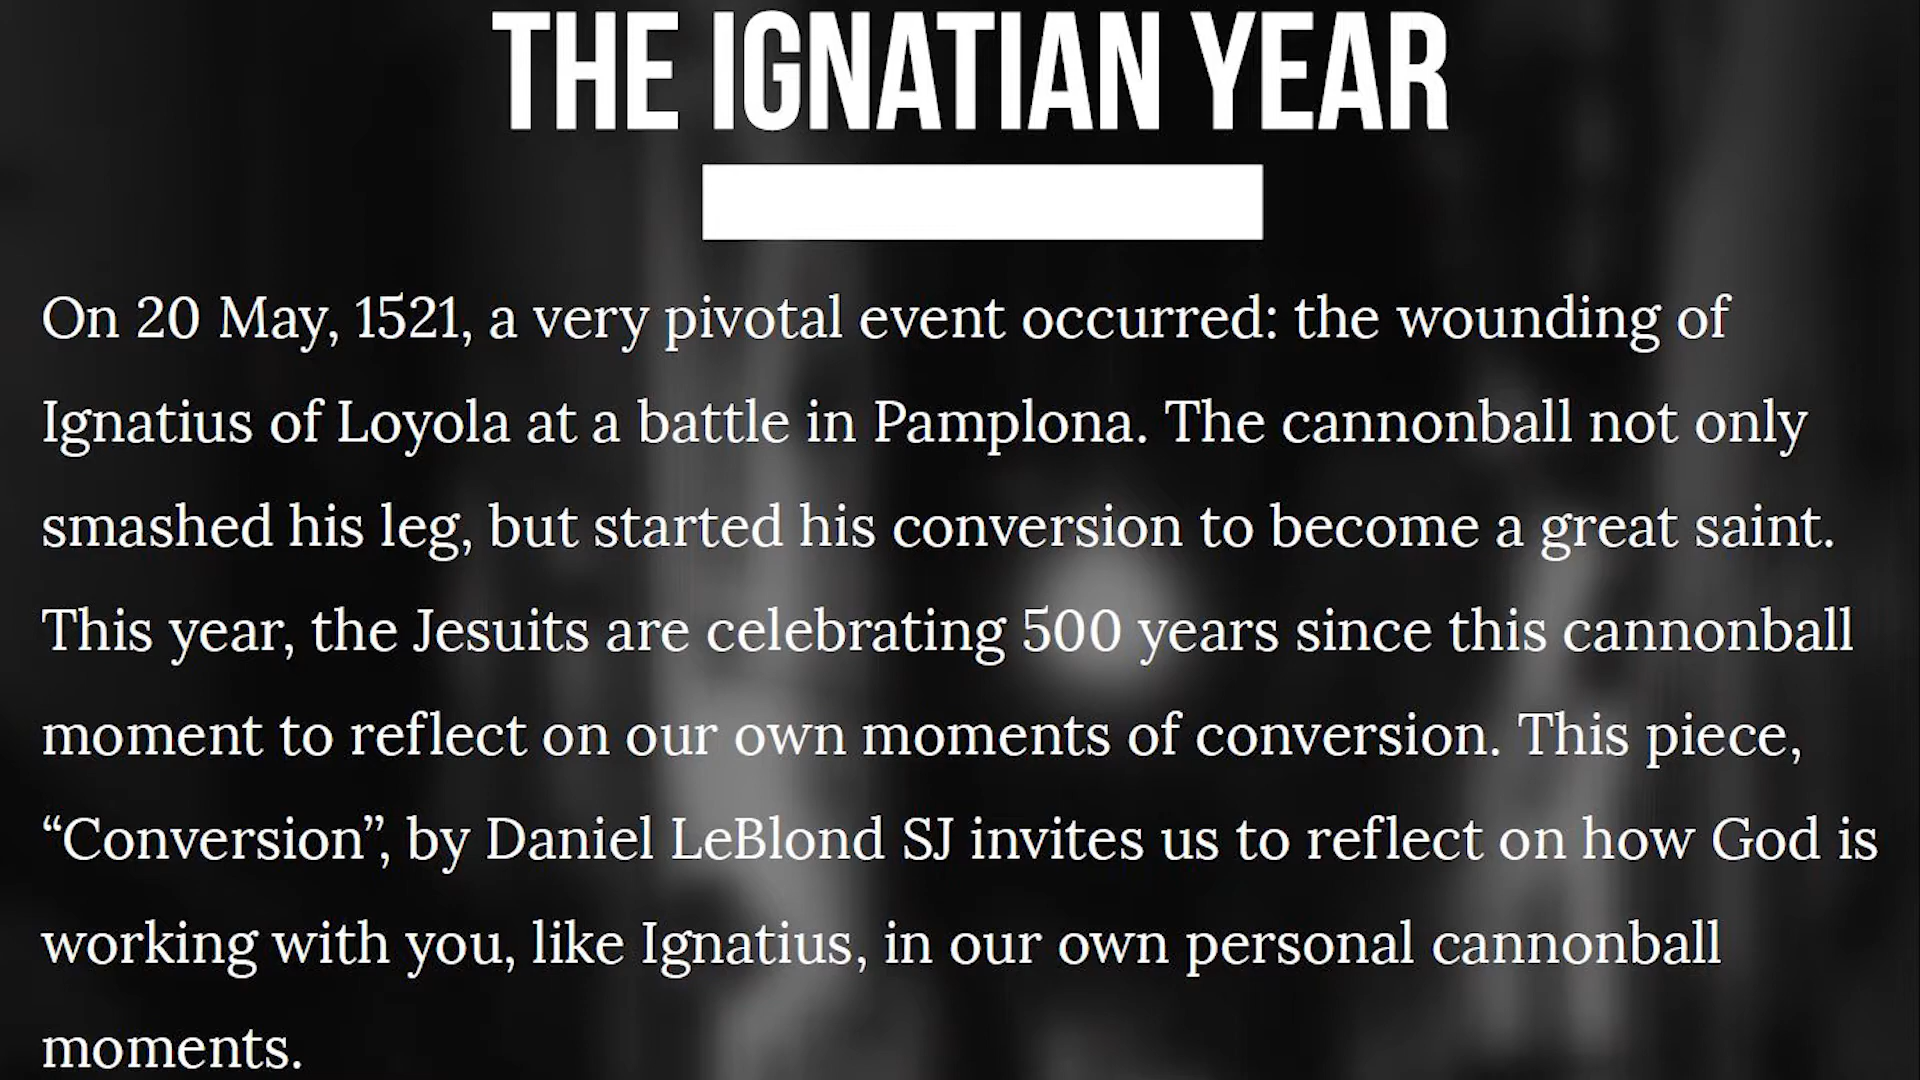 THE IGNATIAN YEAR
On 20 May, 1521, a very pivotal event occurred: the wounding of
Ignatius of Loyola at a battle in Pamplona. The cannonball not only
smashed his leg, but started his conversion to become a great saint.
This year, the Jesuits are celebrating 500 years since this cannonball
moment to reflect on our own moments of conversion. This piece,
“Conversion”, by Daniel LeBlond SJ invites us to reflect on how God is
working with you, like Ignatius, in our own personal cannonball
moments.